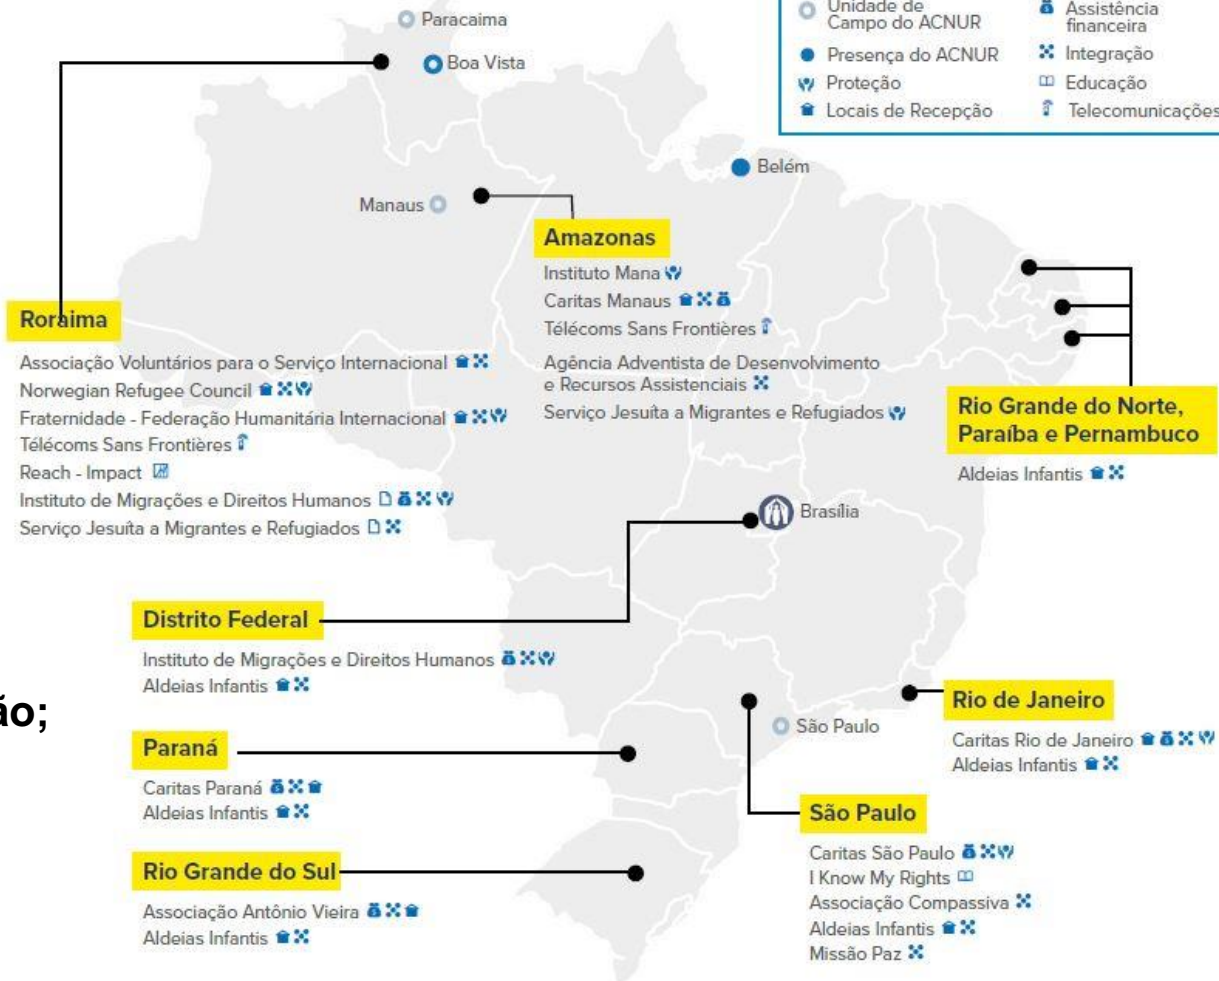 Unidade de
Campo do ACNUR
Presença do ACNUR
Proteção
Locais de Recepção
Assistência
financeira
Integração
Educação
Telecomunicações
Paracaima
Boa Vista
Belém
Manaus
Amazonas
Instituto Mana
Caritas Manaus
Télécoms Sans Frontières
Agência Adventista de Desenvolvimento
e Recursos Assistenciais
Serviço Jesuíta a Migrantes e Refugiados
Roraima
Associação Voluntários para o Serviço Internacional
Norwegian Refugee Council
Fraternidade - Federação Humanitária Internacional
Télécoms Sans Frontières
Reach - Impact
Instituto de Migrações e Direitos Humanos
Serviço Jesuíta a Migrantes e Refugiados
Rio Grande do Norte,
Paraíba e Pernambuco
Aldeias Infantis
Brasília
Distrito Federal
Instituto de Migrações e Direitos Humanos
Aldeias Infantis
ão;
Paraná
Caritas Paraná
Aldeias Infantis
Rio Grande do Sul
Associação Antônio Vieira
Aldeias Infantis
São Paulo
Rio de Janeiro
Caritas Rio de Janeiro
Aldeias Infantis
São Paulo
Caritas São Paulo
I Know My Rights
Associação Compassiva
Aldeias Infantis
Missão Paz